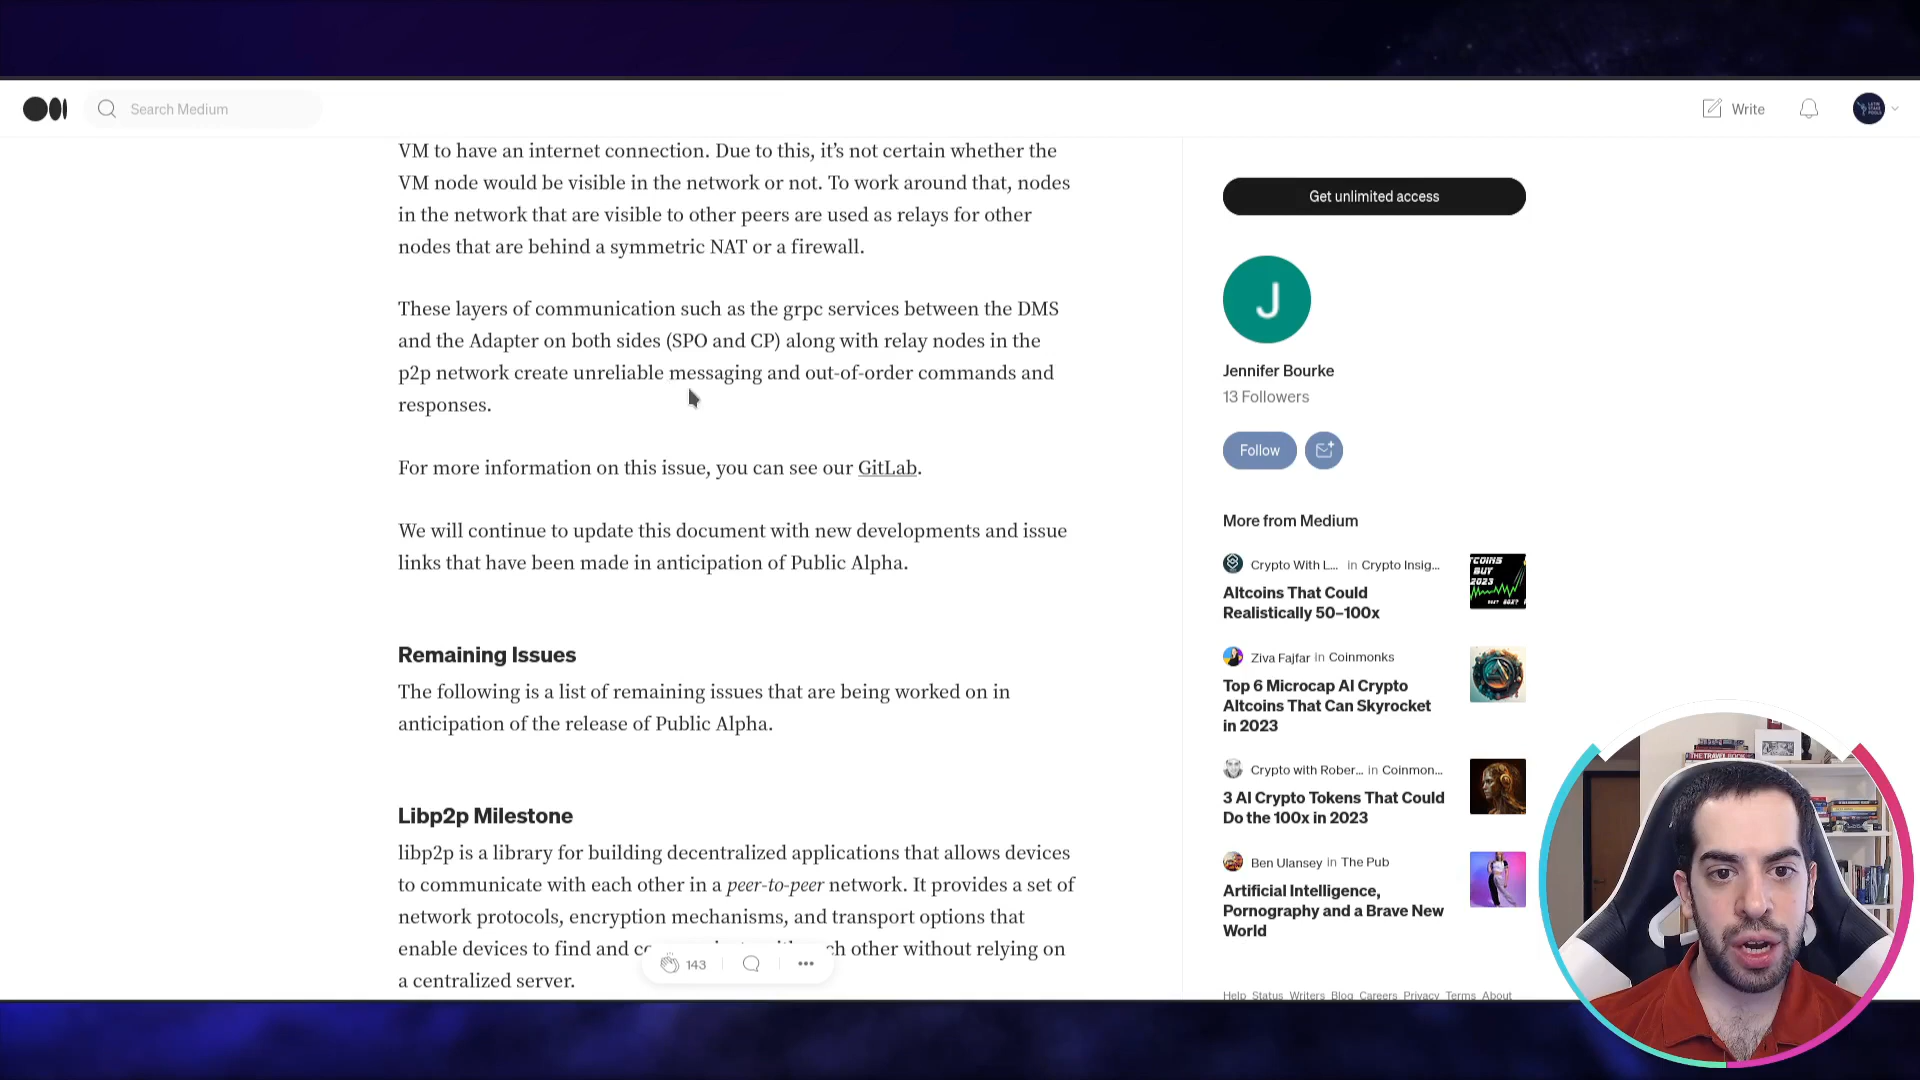 Search Medium
Write
VM to have an internet connection. Due to this, it's not certain whether the
VM node would be visible in the network or not. To work around that, nodes
in the network that are visible to other peers are used as relays for other
nodes that are behind a symmetric NAT or a firewall.
These layers of communication such as the grpc services between the DMS
and the Adapter on both sides (SPO and CP) along with relay nodes in the
p2p network create unreliable messaging and out-of-order commands and
responses.
For more information on this issue, you can see our GitLab.
We will continue to update this document with new developments and issue
links that have been made in anticipation of Public Alpha.
Remaining Issues
The following is a list of remaining issues that are being worked on in
anticipation of the release of Public Alpha.
Libp2p Milestone
libp2p is a library for building decentralized applications that allows devices
to communicate with each other in a peer-to-peer network. It provides a set of
network protocols, encryption mechanisms, and transport options that
enable devices to find and ch other without relying on
a centralized server.
143
Get unlimited access
J
Jennifer Bourke
13 Followers
Follow
More from Medium
Crypto With L... in Crypto Insig...
Altcoins That Could
Realistically 50–100x
TCOINS
BUY
2023
Ziva Fajfar in Coinmonks
Top 6 Microcap AI Crypto
Altcoins That Can Skyrocket
in 2023
Crypto with Rober... in Coinmon...
3 AI Crypto Tokens That Could
Do the 100x in 2023
Ben Ulansey in The Pub
Artificial Intelligence,
Pornography and a Brave New
World
Help Status Writers Blog Careers Privacy Terms About